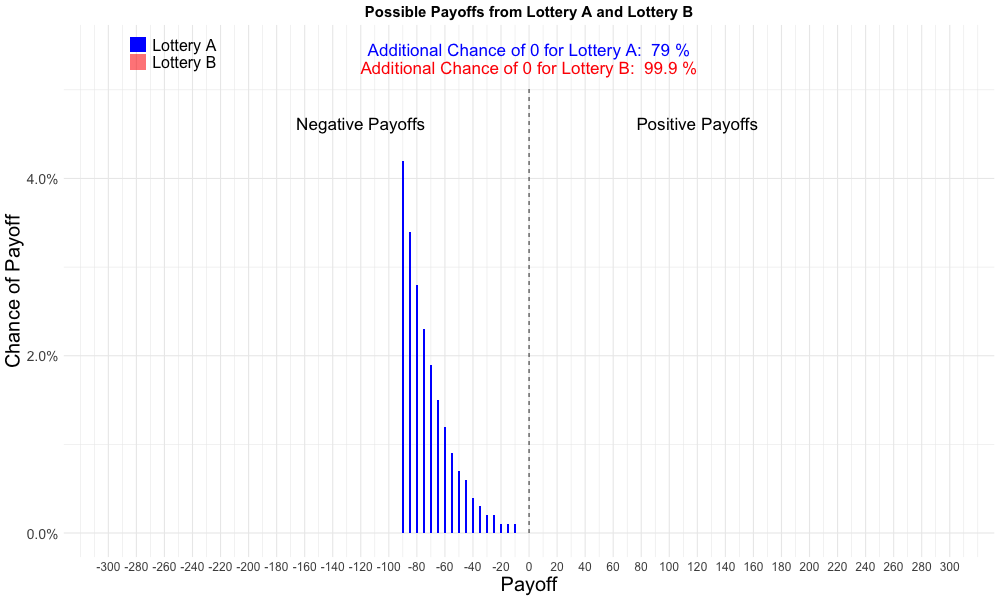 Possible Payoffs from Lottery A and Lottery B
Lottery A
Lottery B
Additional Chance of 0 for Lottery A:  79 %
Additional Chance of 0 for Lottery B:  99.9 %
Negative Payoffs
Positive Payoffs
Chance of Payoff
4.0%
2.0%
0.0%
-300 -280 -260 -240 -220 -200 -180 -160 -140 -120 -100 -80 -60 -40 -20 0 20 40 60 80 100 120 140 160 180 200 220 240 260 280 300
Payoff